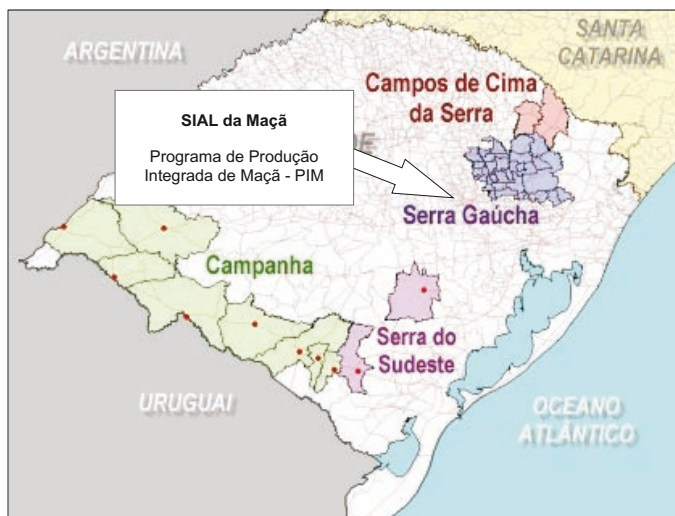 ARGENTINA
SANTA
CATARINA
Campos de Cima
da Serra
SIAL da Maçã
Programa de Produção
Integrada de Maçã - PIM
DE
Serra Gaúcha
Campanha
Serra do
Sudeste
URUGUAI
OCEANO
ATLÂNTICO